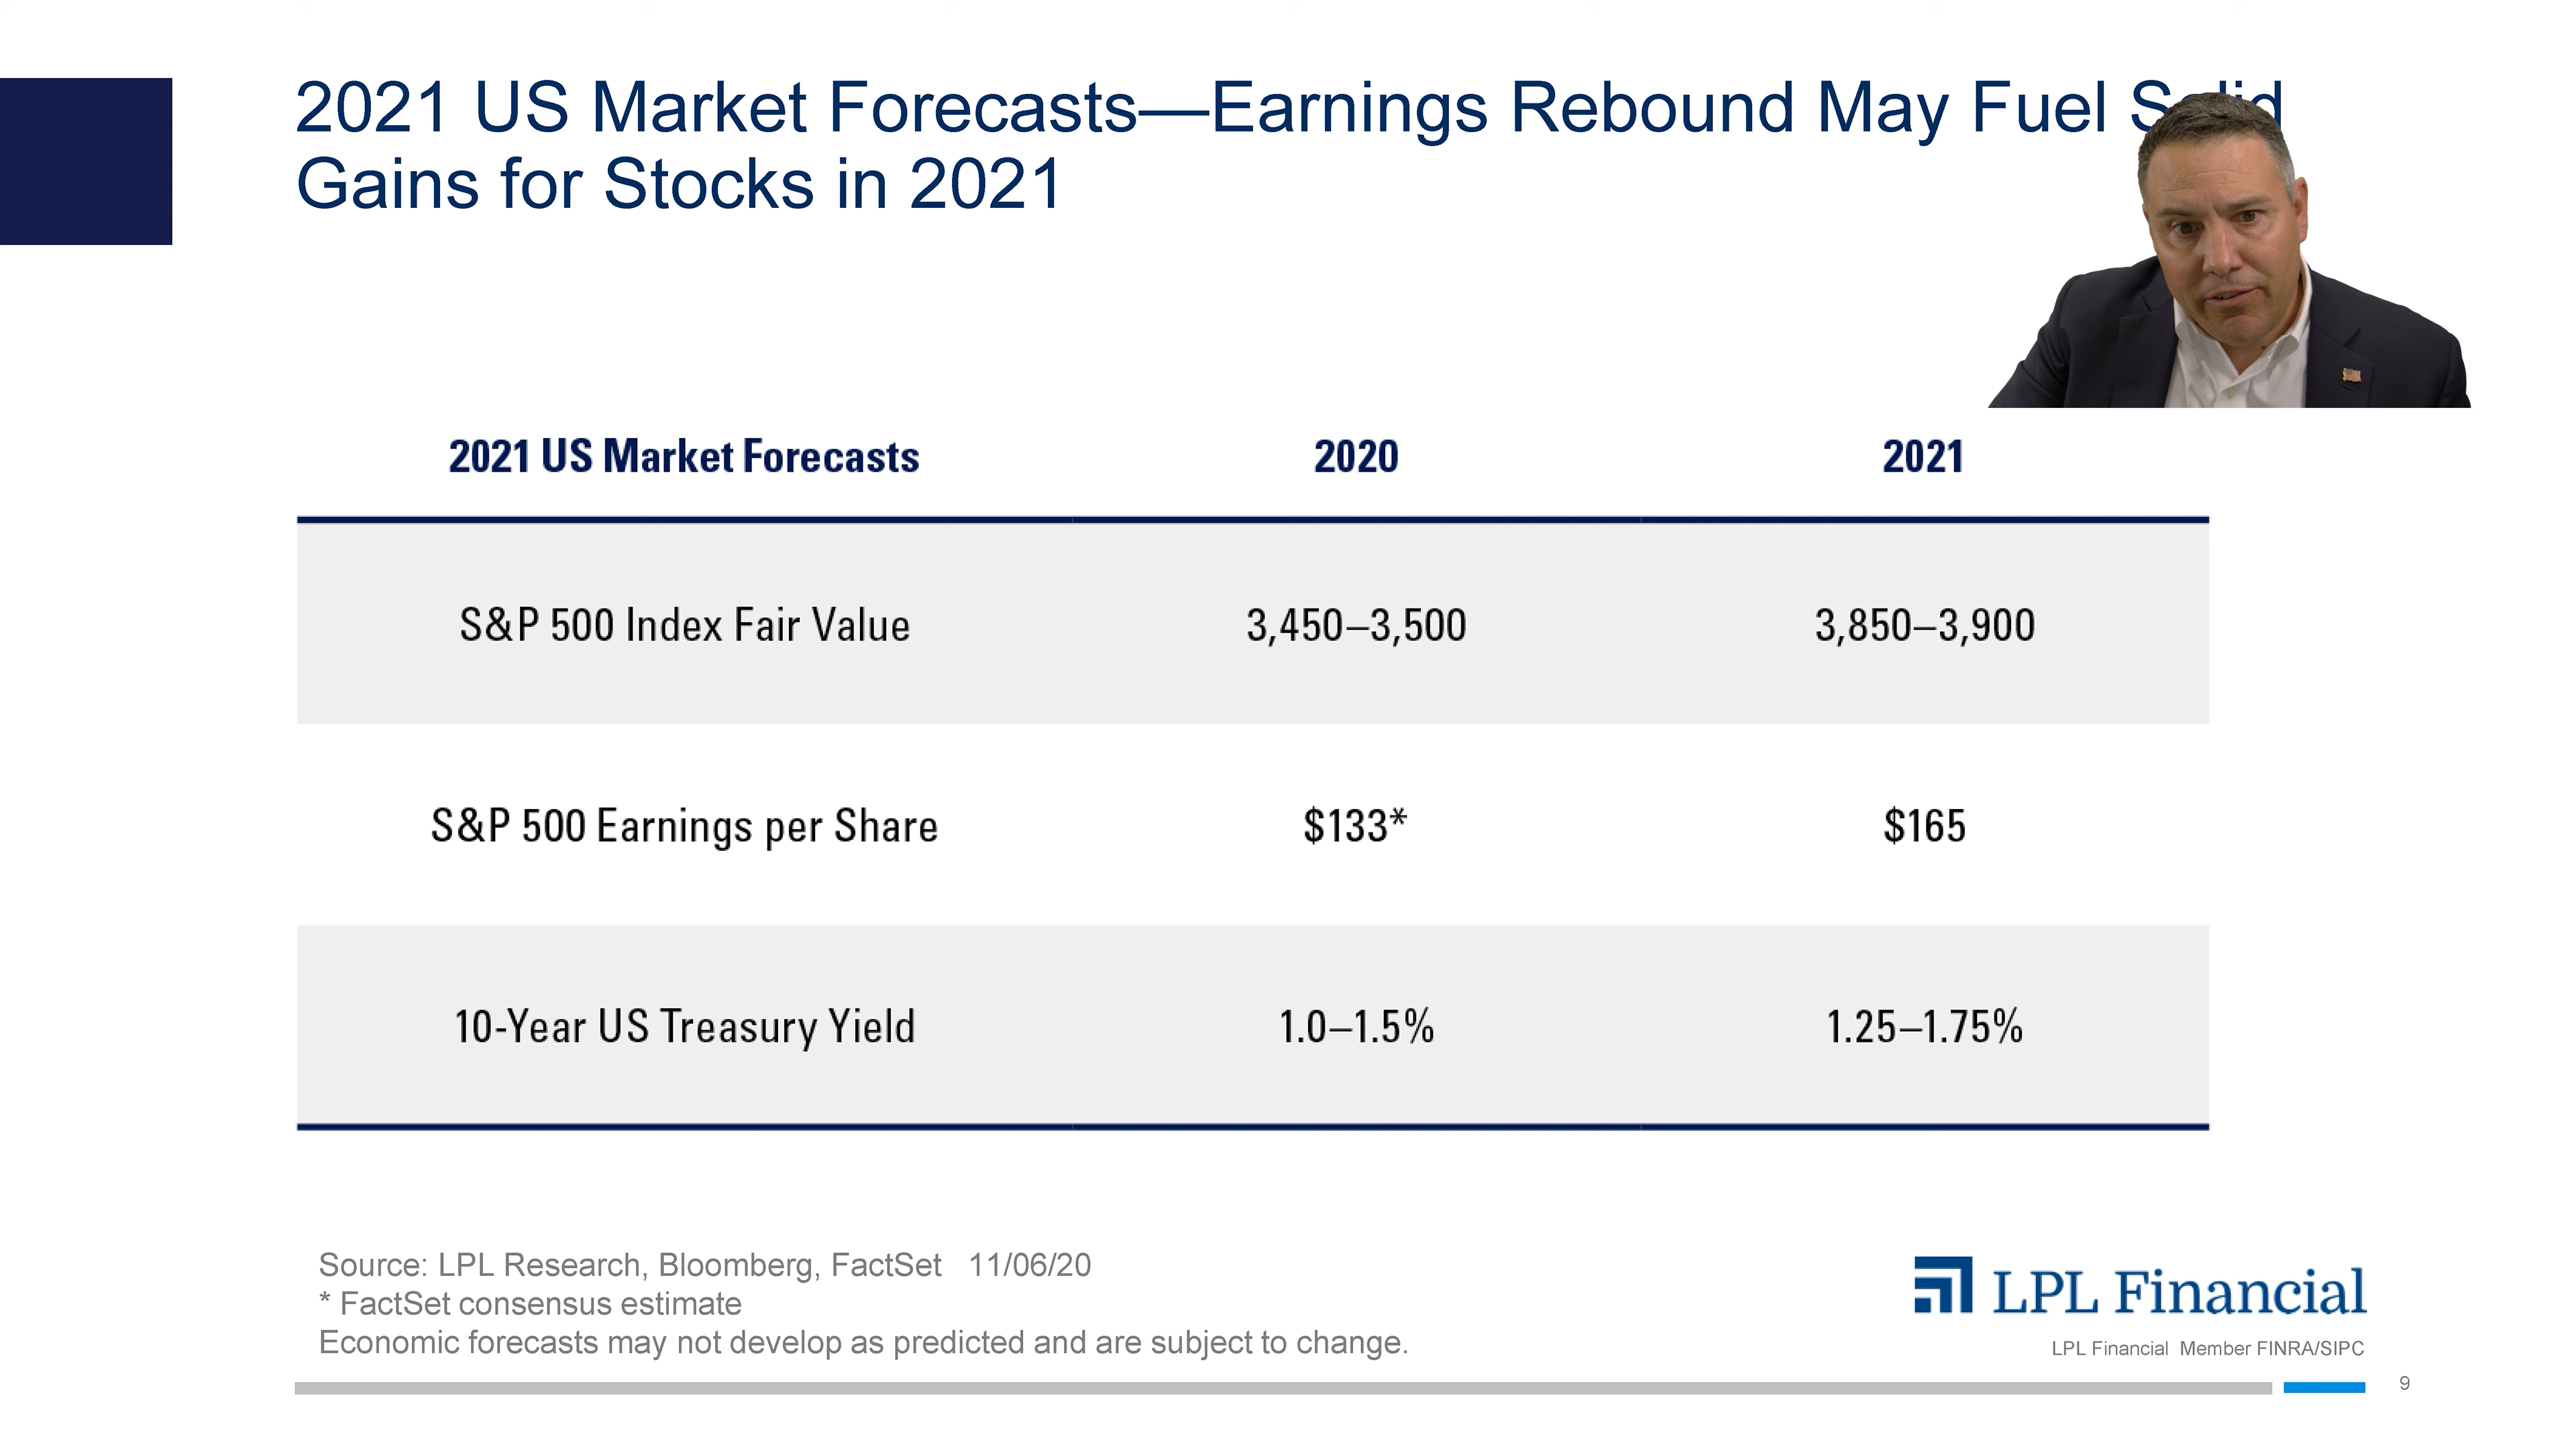 2021 US Market Forecasts—Earnings Rebound May Fuel Solid
Gains for Stocks in 2021
2021 US Market Forecasts 2020 2021
S&P 500 Index Fair Value 3,450–3,500 3,850–3,900
S&P 500 Earnings per Share $133* $165
10-Year US Treasury Yield 1.0–1.5% 1.25–1.75%
Source: LPL Research, Bloomberg, FactSet 11/06/20
* FactSet consensus estimate
Economic forecasts may not develop as predicted and are subject to change.
LPL Financial
LPL Financial Member FINRA/SIPC
9